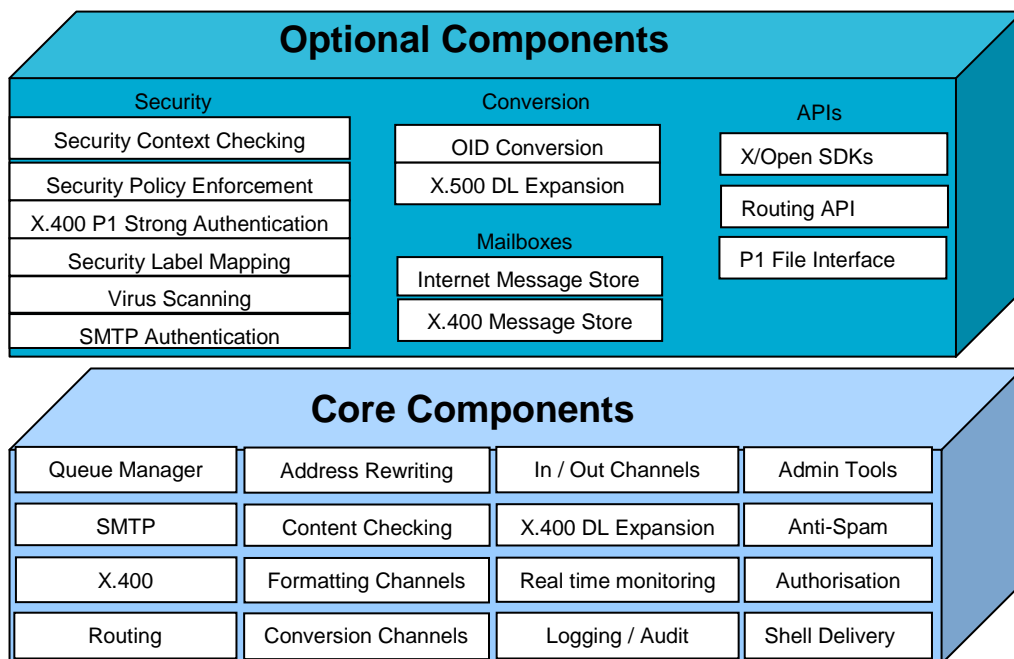 Optional Components
Security
Security Context Checking
Security Policy Enforcement
X.400 P1 Strong Authentication
Security Label Mapping
Virus Scanning
SMTP Authentication
Conversion
OID Conversion
X.500 DL Expansion
Mailboxes
Internet Message Store
X.400 Message Store
APIs
X/Open SDKs
Routing API
P1 File Interface
Core Components
Queue Manager
Address Rewriting
In / Out Channels
Admin Tools
SMTP
Content Checking
X.400 DL Expansion
Anti-Spam
X.400
Formatting Channels
Real time monitoring
Authorisation
Routing
Conversion Channels
Logging / Audit
Shell Delivery